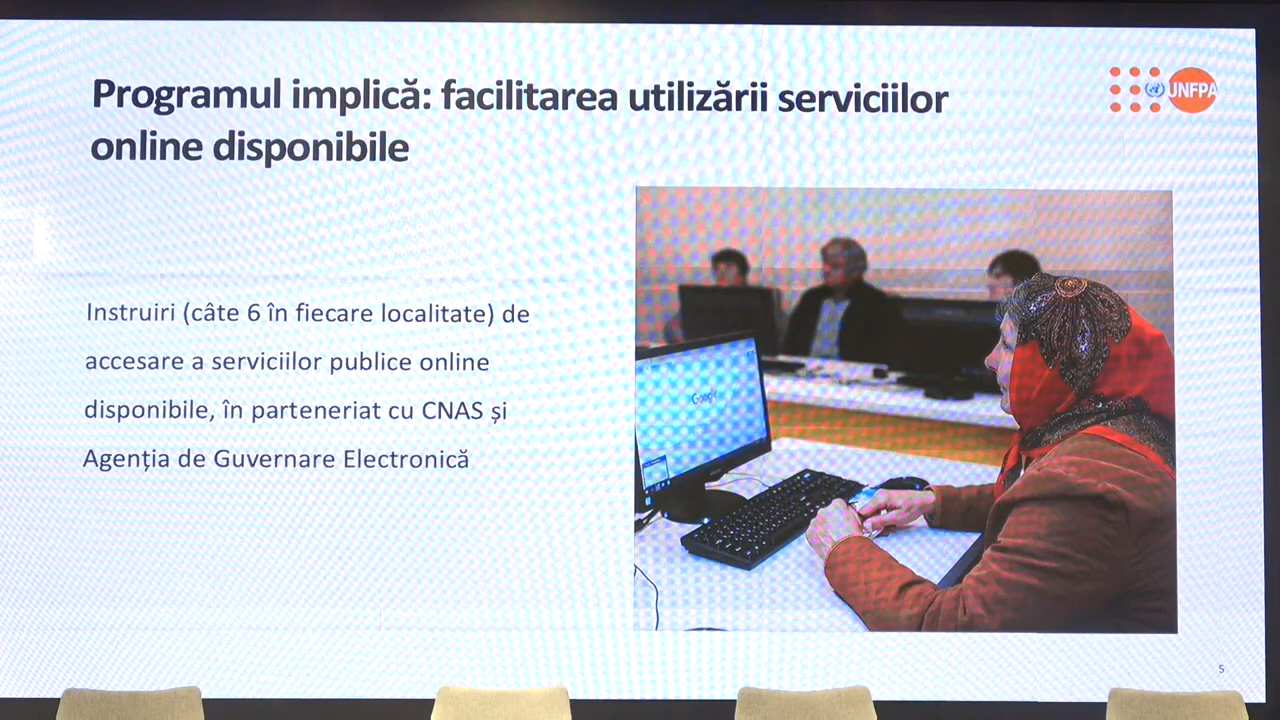 Programul implică: facilitarea utilizării serviciilor
online disponibile
UNFPA
Instruiri (câte 6 în fiecare localitate) de
accesare a serviciilor publice online
disponibile, în parteneriat cu CNAS și
Agenția de Guvernare Electronică
Google
5